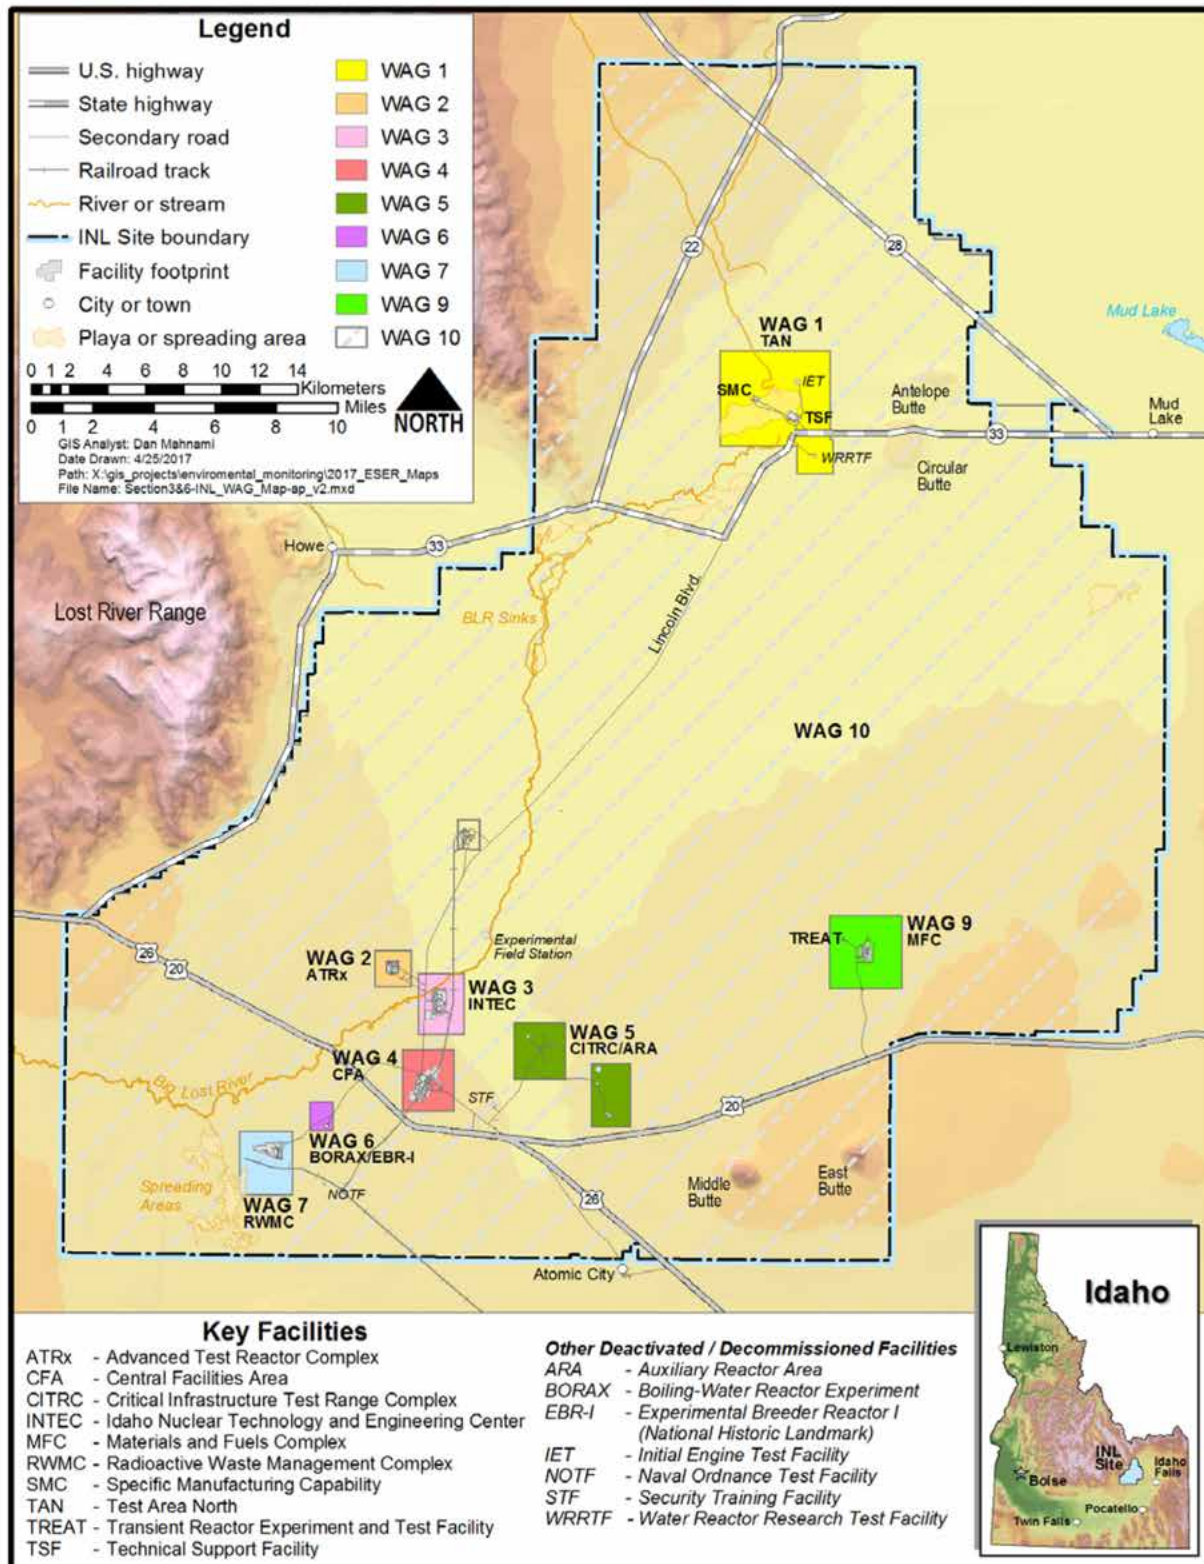 Legend
U.S. highway
State highway
Secondary road
Railroad track
River or stream
INL Site boundary
Facility footprint
City or town
Playa or spreading area
WAG 1
WAG 2
WAG 3
WAG 4
WAG 5
WAG 6
WAG 7
WAG 9
WAG 10
0 1 2 4 6 8 10 12 14
Kilometers
Miles
0 1 2 4 6 8 10
NORTH
GIS Analyst: Dan Mahnami
Date Drawn: 4/25/2017
Path: X:\gis_projects\enviromental_monitoring\2017_ESER_Maps
File Name: Section3&6-INL_WAG_Map-ap_v2.mxd
22
28
Mud Lake
WAG 1
TAN
IET
SMC
TSF
WRRTF
Antelope
Butte
33
Mud
Lake
Circular
Butte
Howe
33
Lost River Range
BLR Sinks
Lincoln Blvd.
WAG 10
26
20
WAG 2
ATRx
Experimental
Field Station
WAG 3
INTEC
TREAT
WAG 9
MFC
WAG 5
CITRC/ARA
WAG 4
CFA
Big Lost River
STF
20
WAG 6
BORAX/EBR-I
Spreading
Areas
WAG 7
RWMC
NOTF
26
Middle
Butte
East
Butte
Atomic City
Key Facilities
ATRx - Advanced Test Reactor Complex
CFA - Central Facilities Area
CITRC - Critical Infrastructure Test Range Complex
INTEC - Idaho Nuclear Technology and Engineering Center
MFC - Materials and Fuels Complex
RWMC - Radioactive Waste Management Complex
SMC - Specific Manufacturing Capability
TAN - Test Area North
TREAT - Transient Reactor Experiment and Test Facility
TSF - Technical Support Facility
Other Deactivated / Decommissioned Facilities
ARA - Auxiliary Reactor Area
BORAX - Boiling-Water Reactor Experiment
EBR-I - Experimental Breeder Reactor I
(National Historic Landmark)
IET - Initial Engine Test Facility
NOTF - Naval Ordnance Test Facility
STF - Security Training Facility
WRRTF - Water Reactor Research Test Facility
Idaho
Lewiston
INL
Site
Idaho
Falls
Boise
Pocatello
Twin Falls